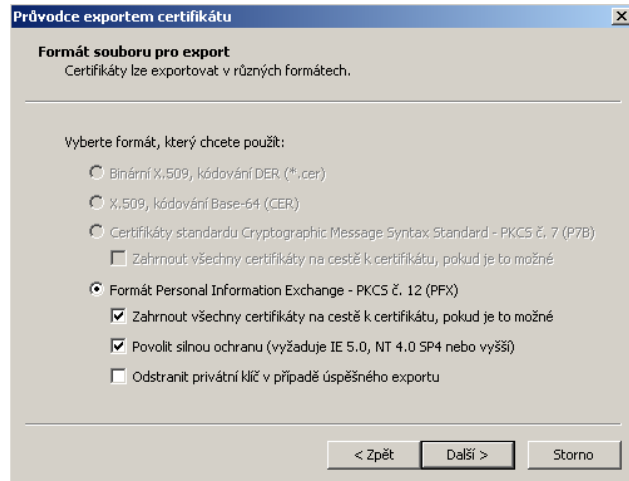 Průvodce exportem certifikátu
Formát souboru pro export
Certifikáty lze exportovat v různých formátech.
Vyberte formát, který chcete použít:
Binární X.509, kódování DER (*.cer)
X.509, kódování Base-64 (CER)
Certifikáty standardu Cryptographic Message Syntax Standard - PKCS č. 7 (P7B)
Zahrnout všechny certifikáty na cestě k certifikátu, pokud je to možné
Formát Personal Information Exchange - PKCS č. 12 (PFX)
Zahrnout všechny certifikáty na cestě k certifikátu, pokud je to možné
Povolit silnou ochranu (vyžaduje IE 5.0, NT 4.0 SP4 nebo vyšší)
Odstranit privátní klíč v případě úspěšného exportu
< Zpět Další > Storno